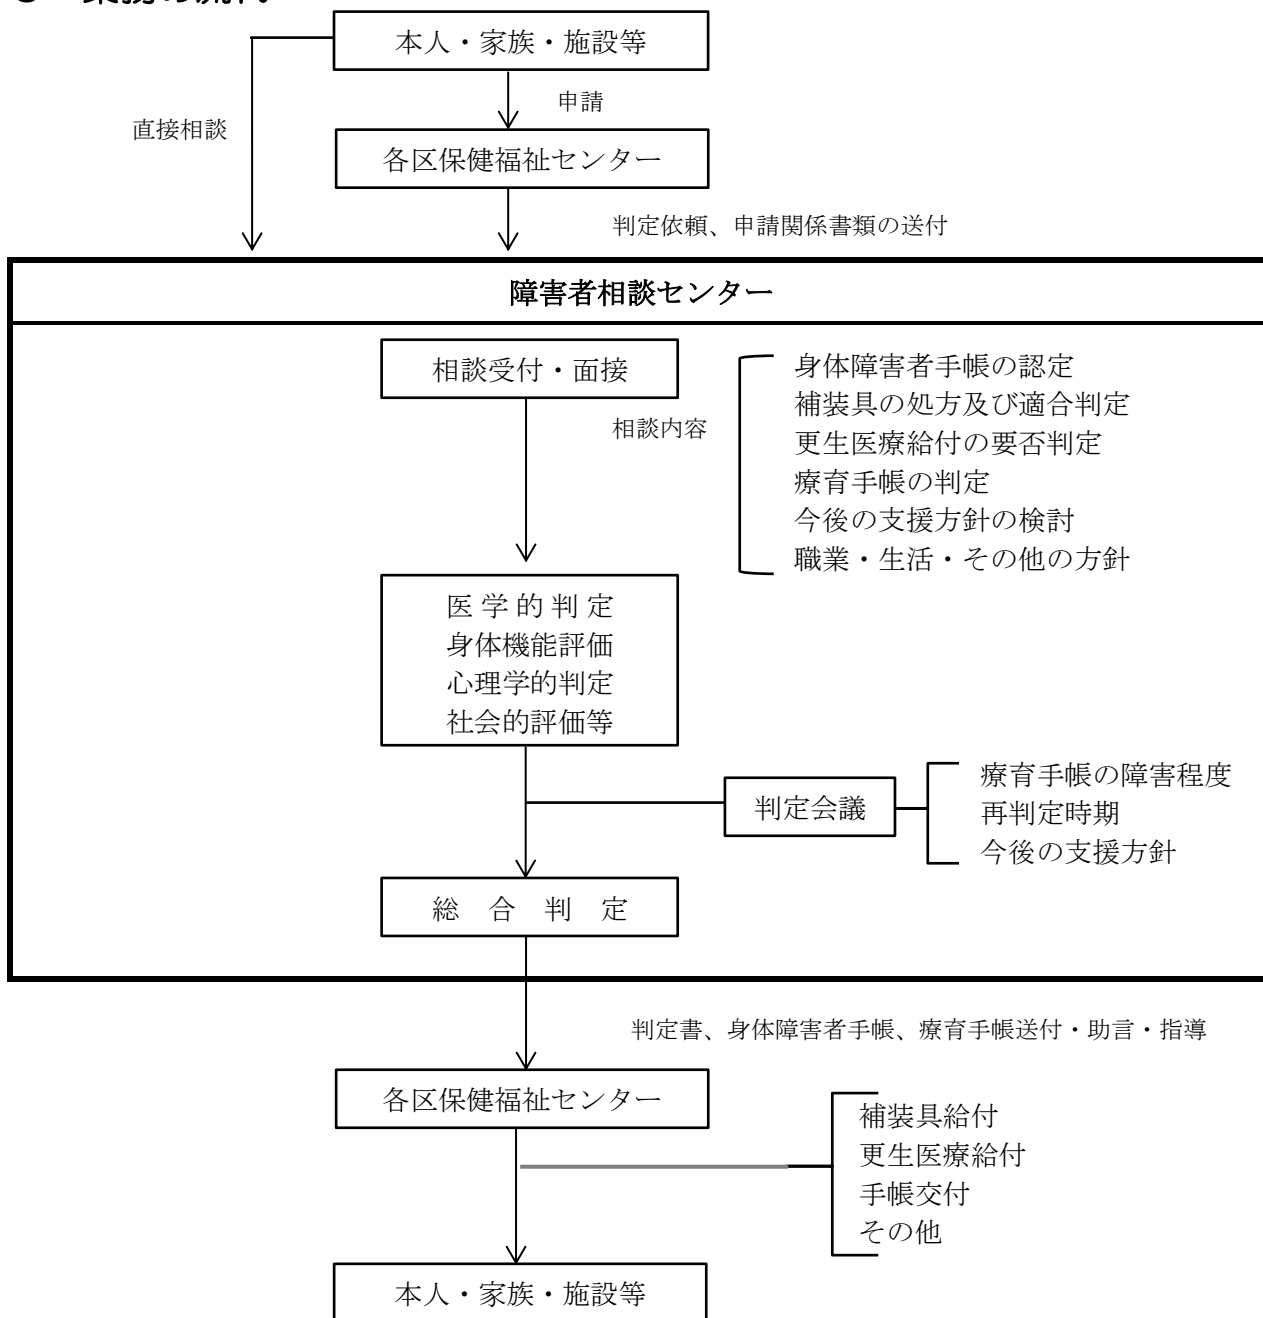 本人・家族・施設等
申請
直接相談
各区保健福祉センター
判定依頼、申請関係書類の送付
障害者相談センター
相談受付・面接
相談内容
身体障害者手帳の認定
補装具の処方及び適合判定
更生医療給付の要否判定
療育手帳の判定
今後の支援方針の検討
職業・生活・その他の方針
医学的判定
身体機能評価
心理学的判定
社会的評価等
判定会議
療育手帳の障害程度
再判定時期
今後の支援方針
総合判定
判定書、身体障害者手帳、療育手帳送付・助言・指導
各区保健福祉センター
補装具給付
更生医療給付
手帳交付
その他
本人・家族・施設等